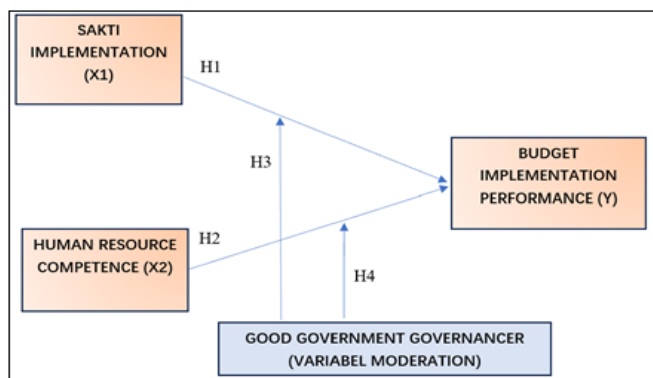 SAKTI
IMPLEMENTATION
(X1)
H1
H3
BUDGET
IMPLEMENTATION
PERFORMANCE (Y)
HUMAN RESOURCE
COMPETENCE (X2)
H2
H4
GOOD GOVERNMENT GOVERNANCER
(VARIABEL MODERATION)